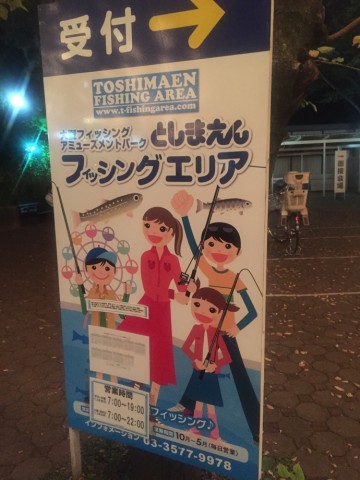 受付
TOSHIMAEN
FISHING AREA
www.t-fishingarea.com
フィッシング/
アミューズメントパーク
としまえん
フィッシングエリア
営業時間
7:00〜19:00
7:00〜22:00
フィッシング♪
10月〜5月(毎日営業)
インフォメーション 03-3577-9978